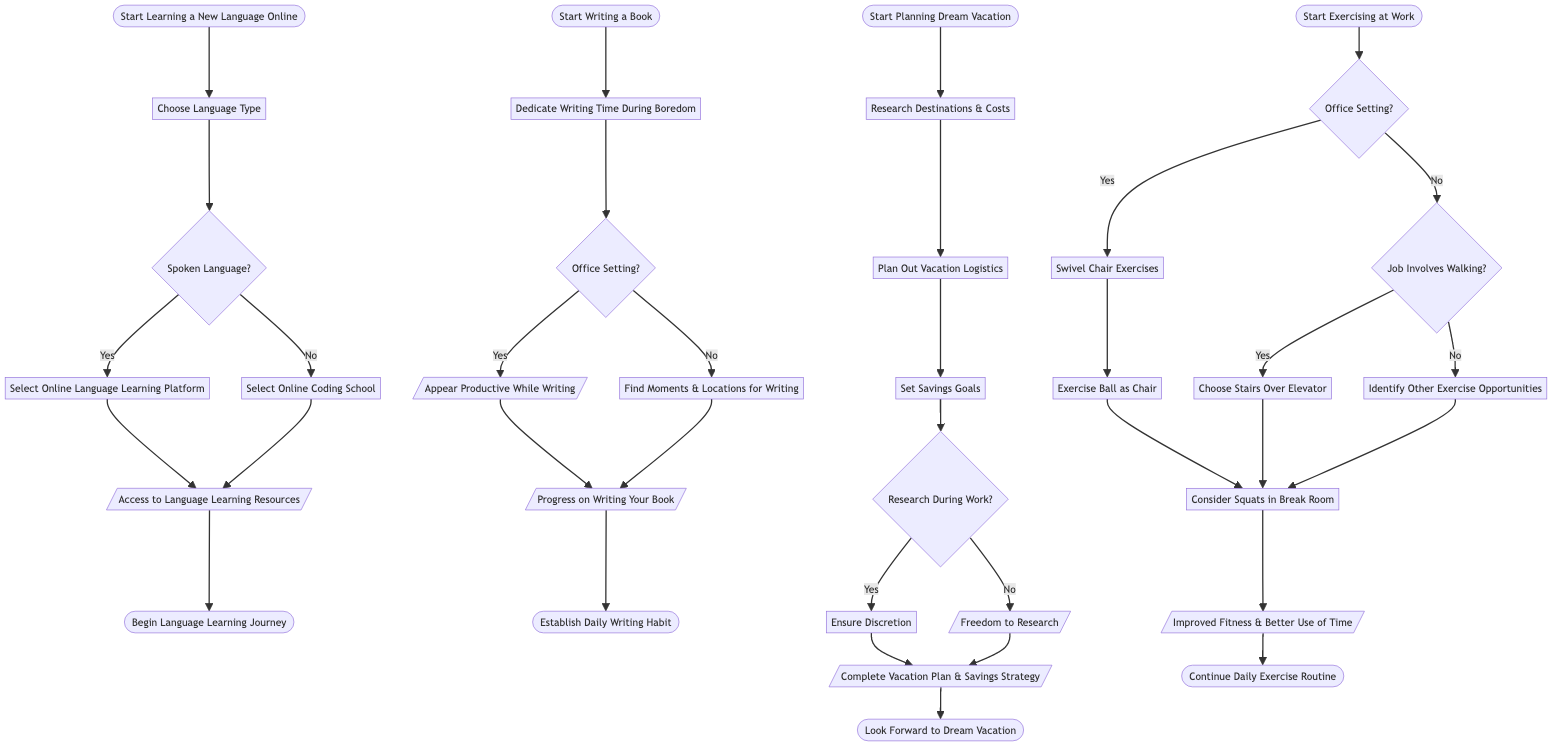 Start Learning a New Language Online
Choose Language Type
Spoken Language?
Yes
No
Select Online Language Learning Platform
Select Online Coding School
Access to Language Learning Resources
Begin Language Learning Journey
Start Writing a Book
Dedicate Writing Time During Boredom
Office Setting?
Yes
No
Appear Productive While Writing
Find Moments & Locations for Writing
Progress on Writing Your Book
Establish Daily Writing Habit
Start Planning Dream Vacation
Research Destinations & Costs
Plan Out Vacation Logistics
Set Savings Goals
Research During Work?
Yes
No
Ensure Discretion
Freedom to Research
Complete Vacation Plan & Savings Strategy
Look Forward to Dream Vacation
Start Exercising at Work
Office Setting?
Yes
No
Swivel Chair Exercises
Job Involves Walking?
Yes
No
Exercise Ball as Chair
Choose Stairs Over Elevator
Identify Other Exercise Opportunities
Consider Squats in Break Room
Improved Fitness & Better Use of Time
Continue Daily Exercise Routine